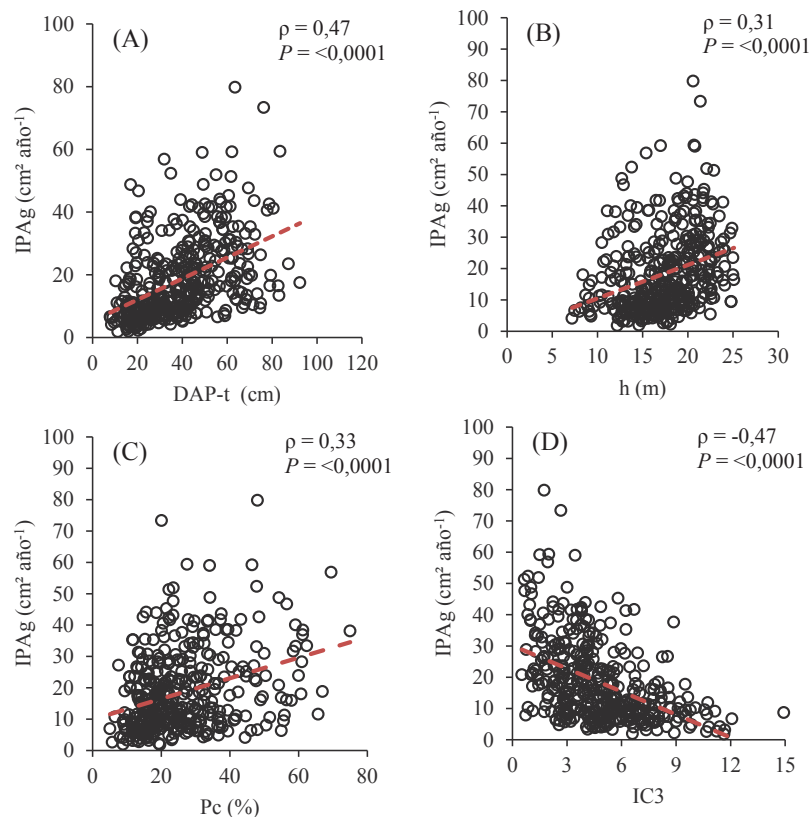 (A)
ρ = 0,47
P = <0,0001
100
80
60
40
20
0
IPAg (cm² año⁻¹)
0 20 40 60 80 100 120
DAP-t (cm)
(B)
ρ = 0,31
P = <0,0001
100
90
80
70
60
50
40
30
20
10
0
IPAg (cm² año⁻¹)
0 5 10 15 20 25 30
h (m)
(C)
ρ = 0,33
P = <0,0001
100
90
80
70
60
50
40
30
20
10
0
IPAg (cm² año⁻¹)
0 20 40 60 80
Pc (%)
(D)
ρ = -0,47
P = <0,0001
100
90
80
70
60
50
40
30
20
10
0
IPAg (cm² año⁻¹)
0 3 6 9 12 15
IC3